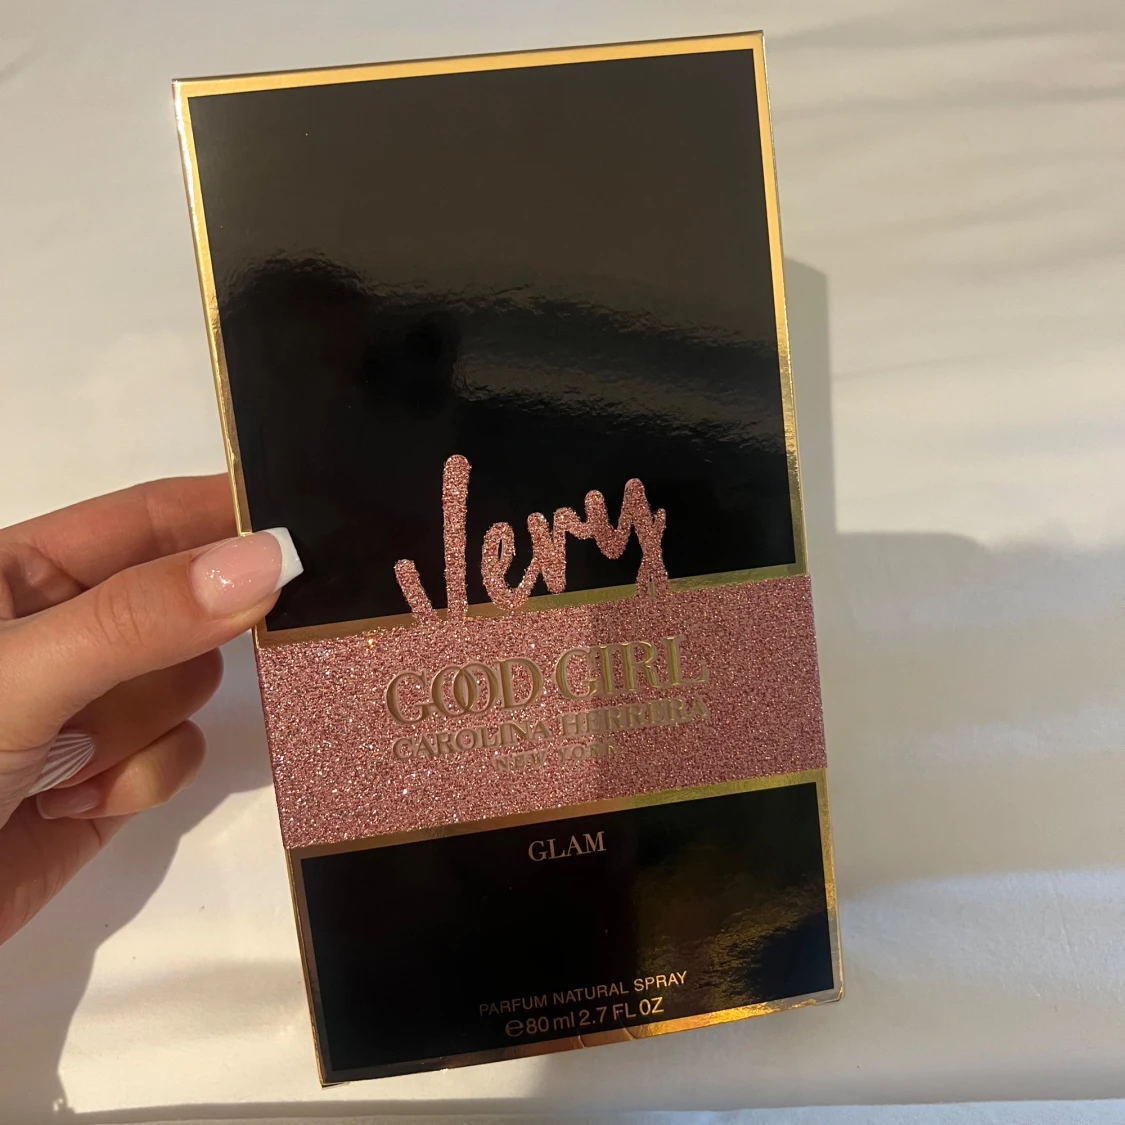 Very
GOOD GIRL
CAROLINA HERRERA
NEW YORK
GLAM
PARFUM NATURAL SPRAY
℮80 ml 2.7 FL OZ